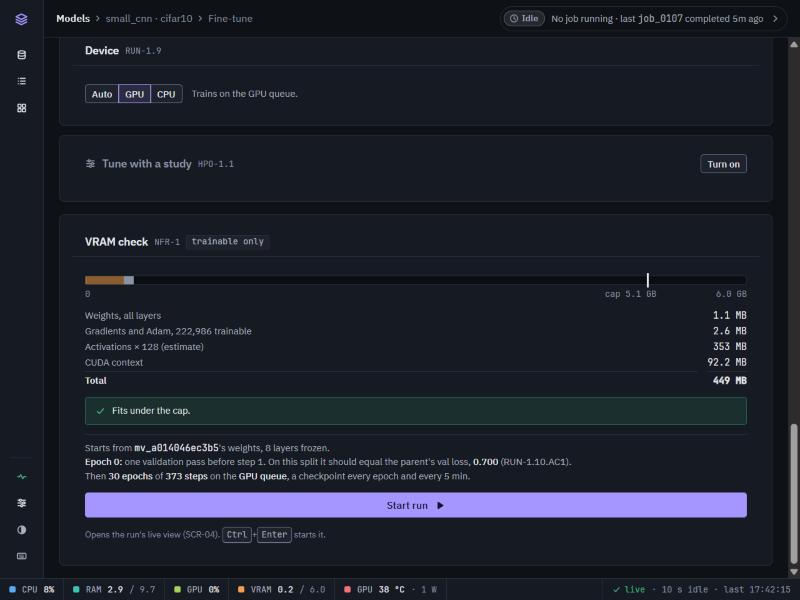 Models > small_cnn · cifar10 > Fine-tune
Idle No job running · last job_0107 completed 5m ago >
Device RUN-1.9
Auto GPU CPU Trains on the GPU queue.
Tune with a study HPO-1.1 Turn on
VRAM check NFR-1 trainable only
0 cap 5.1 GB 6.0 GB
Weights, all layers 1.1 MB
Gradients and Adam, 222,986 trainable 2.6 MB
Activations × 128 (estimate) 353 MB
CUDA context 92.2 MB
Total 449 MB
Fits under the cap.
Starts from mv_a014046ec3b5's weights, 8 layers frozen.
Epoch 0: one validation pass before step 1. On this split it should equal the parent's val loss, 0.700 (RUN-1.10.AC1).
Then 30 epochs of 373 steps on the GPU queue, a checkpoint every epoch and every 5 min.
Start run
Opens the run's live view (SCR-04). Ctrl+Enter starts it.
CPU 8% RAM 2.9 / 9.7 GPU 0% VRAM 0.2 / 6.0 GPU 38 °C · 1 W live · 10 s idle · last 17:42:15